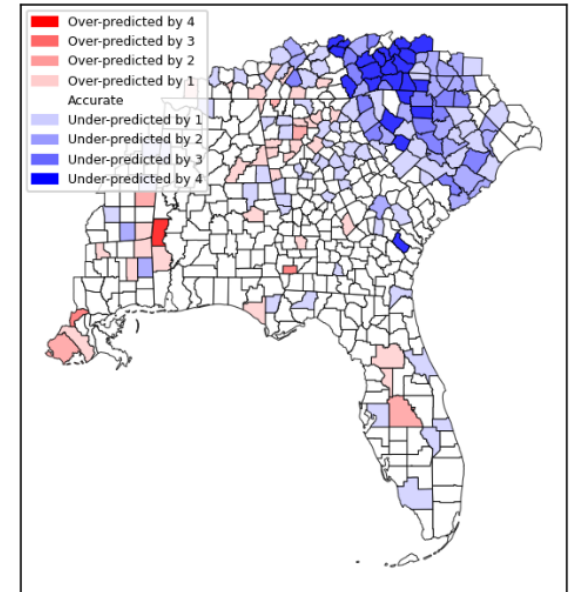 Over-predicted by 4
Over-predicted by 3
Over-predicted by 2
Over-predicted by 1
Accurate
Under-predicted by 1
Under-predicted by 2
Under-predicted by 3
Under-predicted by 4